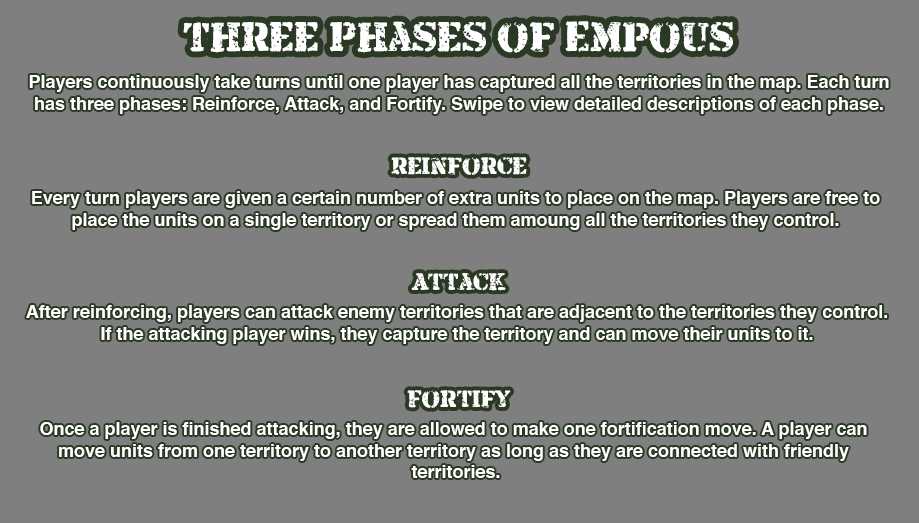 THREE PHASES OF EMPOUS
Players continuously take turns until one player has captured all the territories in the map. Each turn
has three phases: Reinforce, Attack, and Fortify. Swipe to view detailed descriptions of each phase.
REINFORCE
Every turn players are given a certain number of extra units to place on the map. Players are free to
place the units on a single territory or spread them amoung all the territories they control.
ATTACK
After reinforcing, players can attack enemy territories that are adjacent to the territories they control.
If the attacking player wins, they capture the territory and can move their units to it.
FORTIFY
Once a player is finished attacking, they are allowed to make one fortification move. A player can
move units from one territory to another territory as long as they are connected with friendly
territories.